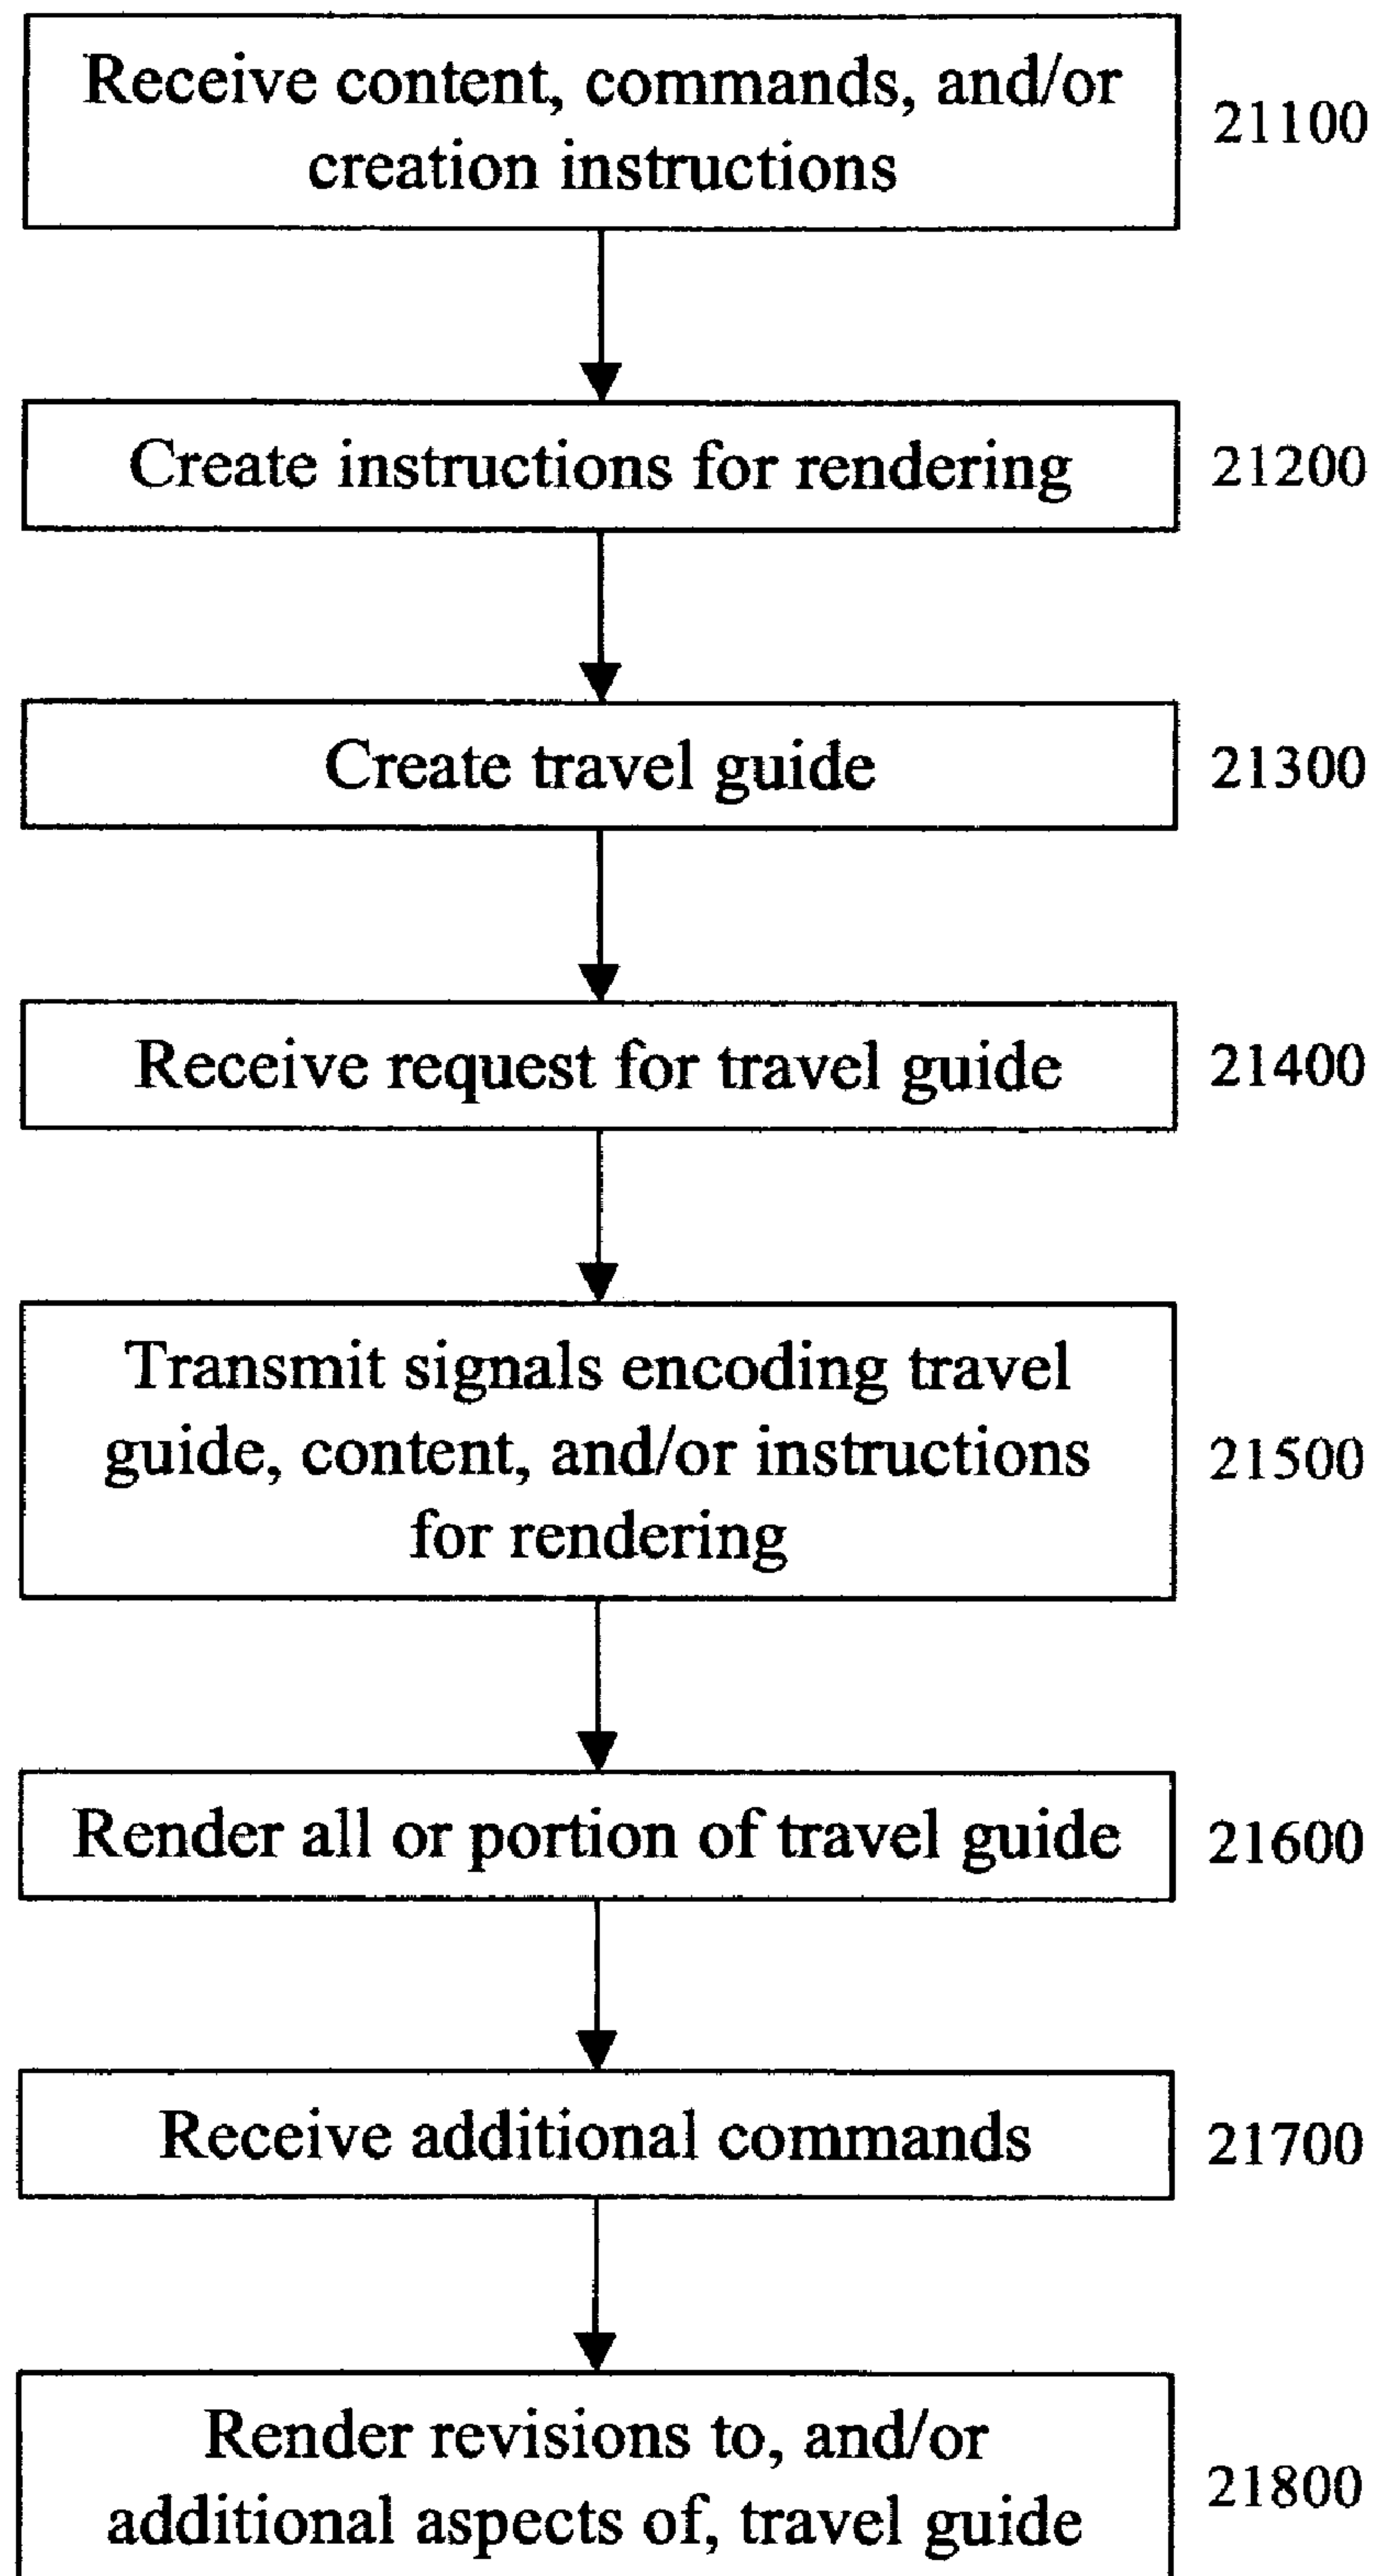 Receive content, commands, and/or
creation instructions
21100
Create instructions for rendering
21200
Create travel guide
21300
Receive request for travel guide
21400
Transmit signals encoding travel
guide, content, and/or instructions
for rendering
21500
Render all or portion of travel guide
21600
Receive additional commands
21700
Render revisions to, and/or
additional aspects of, travel guide
21800